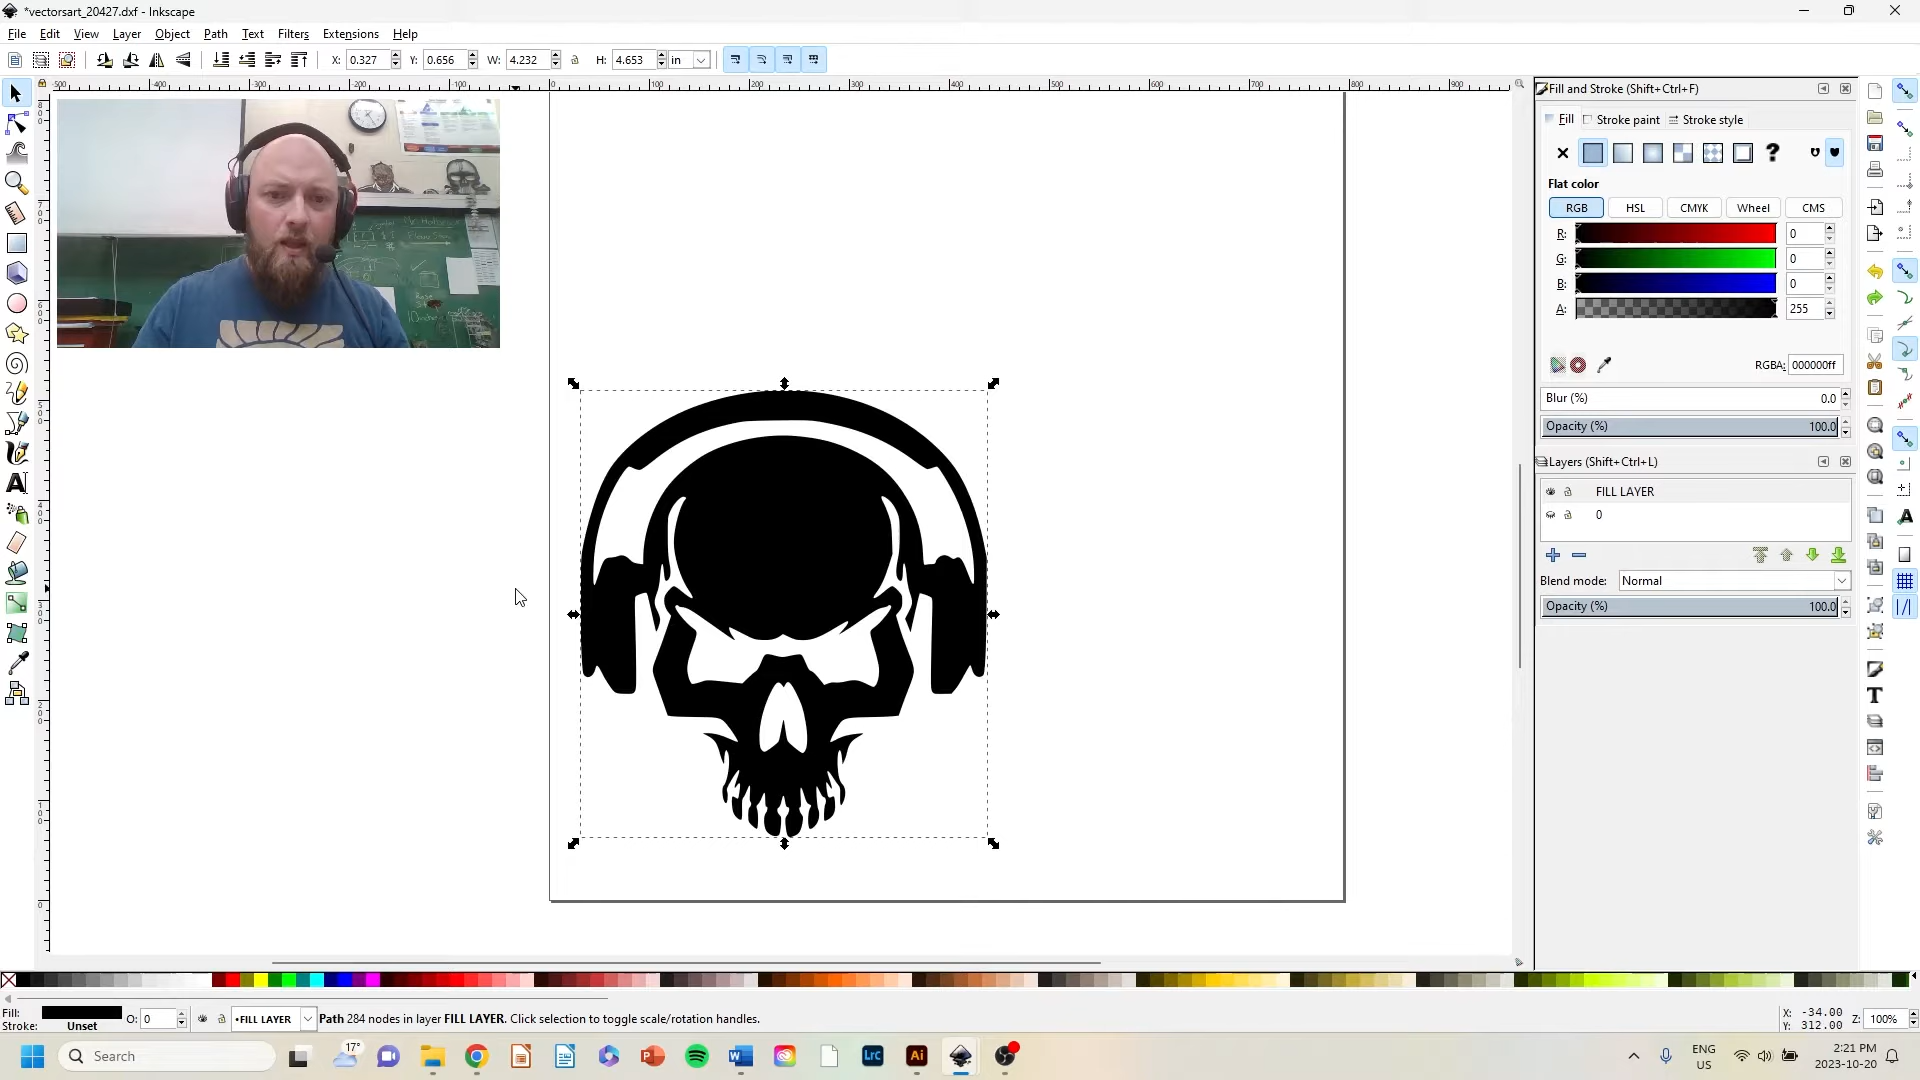 *vectorsart_20427.dxf - Inkscape
File Edit View Layer Object Path Text Filters Extensions Help
X: 0.327 Y: 0.656 W: 4.232 H: 4.653 in
Fill and Stroke (Shift+Ctrl+F)
Fill Stroke paint Stroke style
Flat color
RGB HSL CMYK Wheel CMS
R: 0
G: 0
B: 0
A: 255
RGBA: 000000ff
Blur (%) 0.0
Opacity (%) 100.0
Layers (Shift+Ctrl+L)
FILL LAYER
0
Blend mode: Normal
Opacity (%) 100.0
Fill:
Stroke: Unset
O: 0
•FILL LAYER
Path 284 nodes in layer FILL LAYER. Click selection to toggle scale/rotation handles.
X: -34.00
Y: 312.00
Z: 100%
Search
17°
LrC
Ai
ENG
US
2:21 PM
2023-10-20